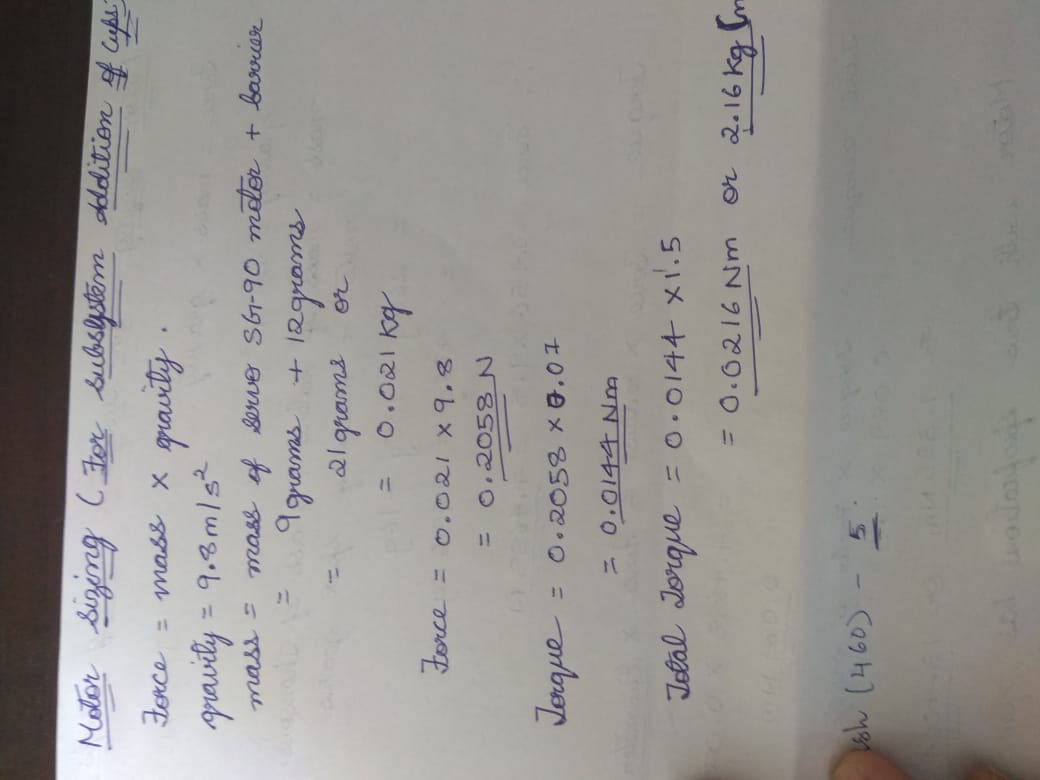 Motor sizing (For subsystem Addition of Cups)
Force = mass × gravity.
gravity = 9.8 m/s²
mass = mass of servo SG-90 motor + barrier
= 9grams + 12grams
= 21grams or
= 0.021 kg
Force = 0.021 × 9.8
= 0.2058 N
Torque = 0.2058 × 0.07
= 0.0144 Nm
Total Torque = 0.0144 × 1.5
= 0.0216 Nm or 2.16 kg
(460) - 5